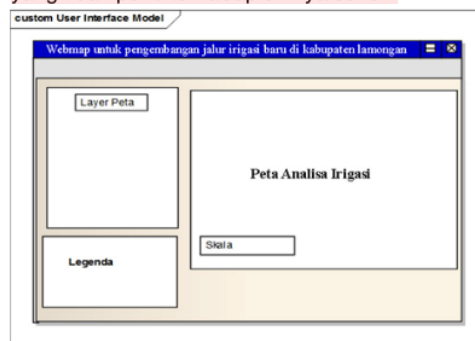 custom User Interface Model
Webmap untuk pengembangan jalur irigasi baru di kabupaten lamongan
Layer Peta
Peta Analisa Irigasi
Skala
Legenda